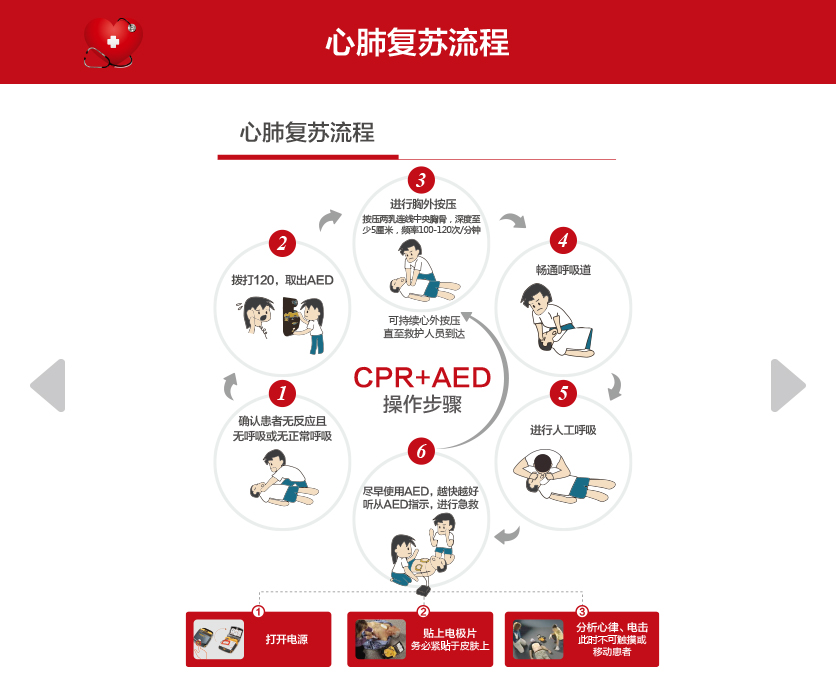 心肺复苏流程
心肺复苏流程
1
确认患者无反应且
无呼吸或无正常呼吸
2
拨打120，取出AED
3
进行胸外按压
按压两乳连线中央胸骨，深度至
少5厘米，频率100-120次/分钟
4
畅通呼吸道
5
进行人工呼吸
6
尽早使用AED，越快越好
听从AED指示，进行急救
可持续心外按压
直至救护人员到达
CPR+AED
操作步骤
1
打开电源
2
贴上电极片
务必紧贴于皮肤上
3
分析心律、电击
此时不可触摸或
移动患者